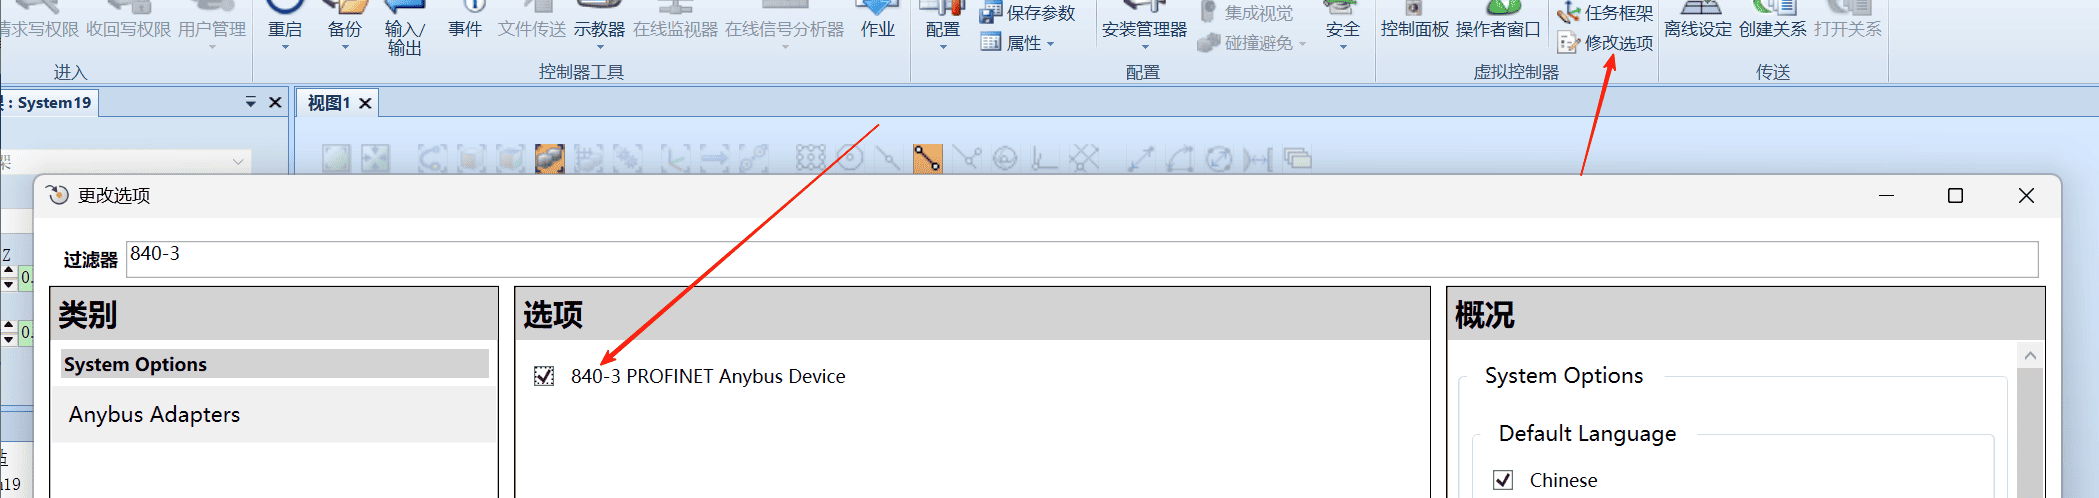 请求写权限 收回写权限 用户管理 重启 备份 输入/输出 事件 文件传送 示教器 在线监视器 在线信号分析器 作业 配置 保存参数 属性 安装管理器 集成视觉 碰撞避免 安全 控制面板 操作者窗口 任务框架 修改选项 离线设定 创建关系 打开关系
进入 控制器工具 配置 虚拟控制器 传送
: System19 视图1
架
更改选项
过滤器 840-3
Z
0.
0.
类别 选项 概况
System Options
840-3 PROFINET Anybus Device
System Options
Anybus Adapters
Default Language
Chinese
19